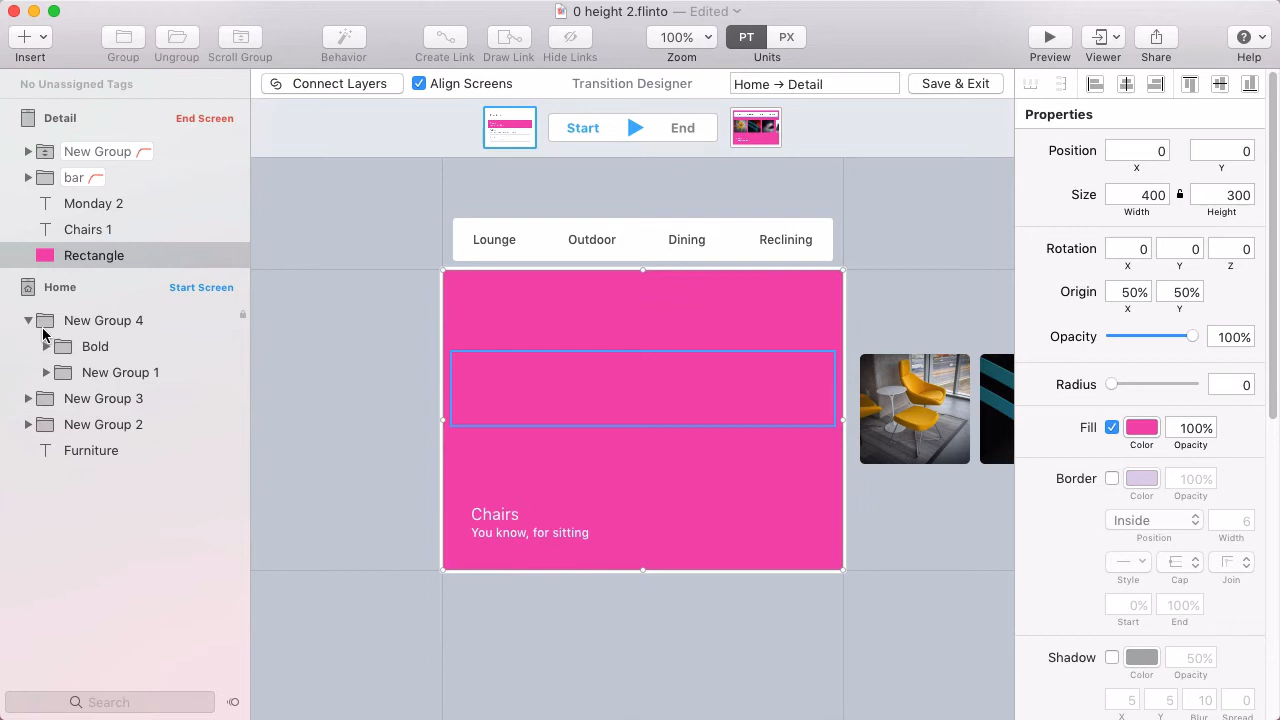 0 height 2.flinto — Edited
Insert
Group
Ungroup
Scroll Group
Behavior
Create Link
Draw Link
Hide Links
100%
Zoom
PT
PX
Units
Preview
Viewer
Share
Help
No Unassigned Tags
Connect Layers
Align Screens
Transition Designer
Home → Detail
Save & Exit
Detail
End Screen
New Group
bar
Monday 2
Chairs 1
Rectangle
Home
Start Screen
New Group 4
Bold
New Group 1
New Group 3
New Group 2
Furniture
Search
Start
End
Lounge
Outdoor
Dining
Reclining
Chairs
You know, for sitting
Properties
Position
0
0
X
Y
Size
400
300
Width
Height
Rotation
0
0
0
X
Y
Z
Origin
50%
50%
X
Y
Opacity
100%
Radius
0
Fill
100%
Color
Opacity
Border
100%
Color
Opacity
Inside
6
Position
Width
Style
Cap
Join
0%
100%
Start
End
Shadow
50%
Color
Opacity
5
5
10
0
X
Y
Blur
Spread